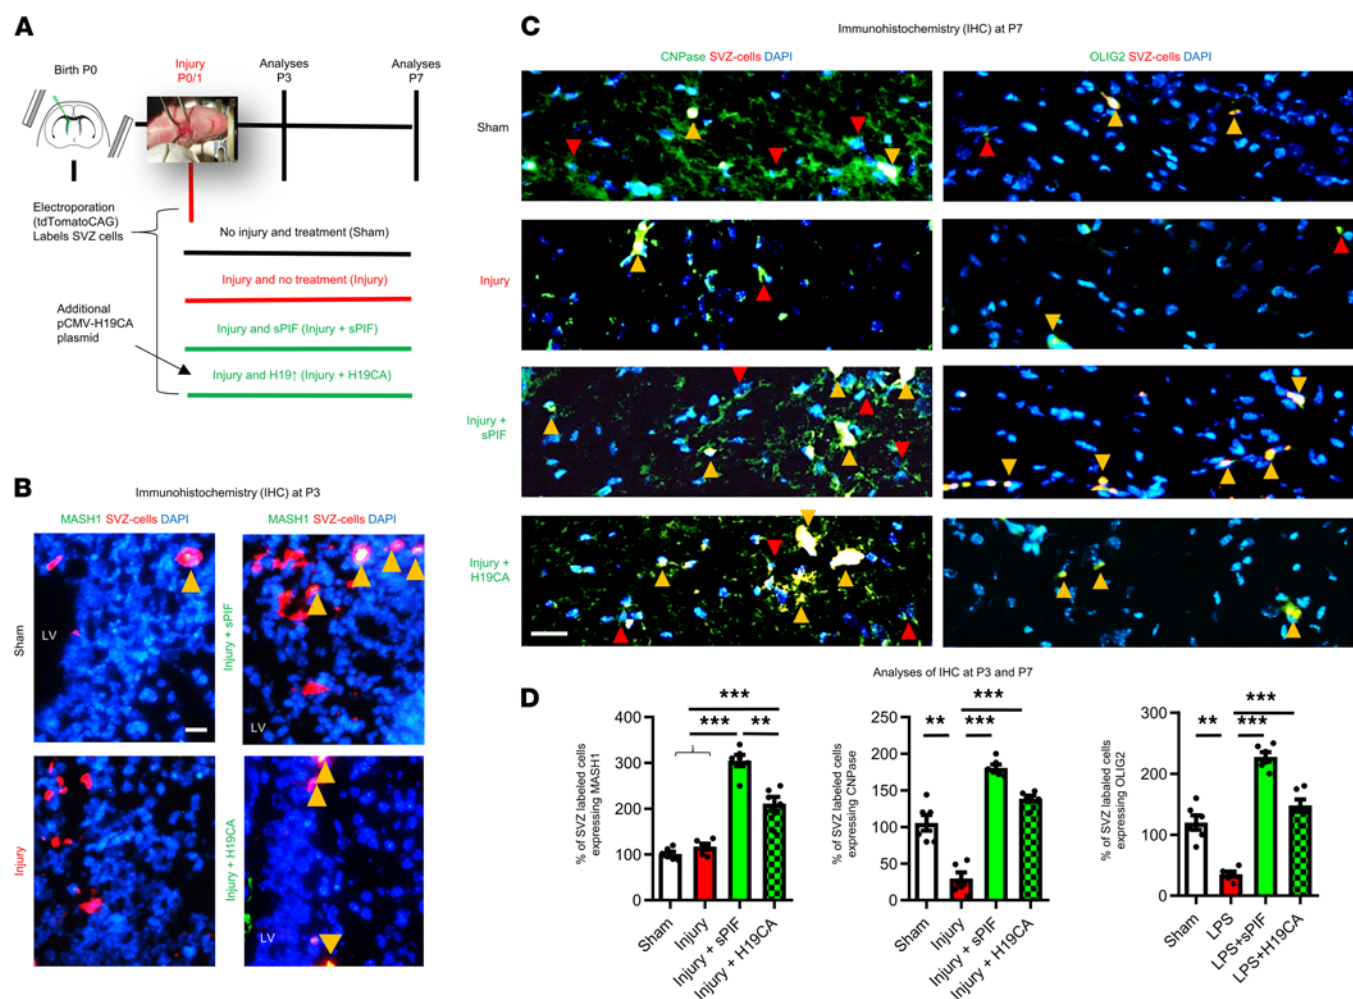 A
Birth P0
Injury
P0/1
Analyses
P3
Analyses
P7
Electroporation
(tdTomatoCAG)
Labels SVZ cells
No injury and treatment (Sham)
Injury and no treatment (Injury)
Additional
pCMV-H19CA
plasmid
Injury and sPIF (Injury + sPIF)
Injury and H19↑ (Injury + H19CA)
B
Immunohistochemistry (IHC) at P3
MASH1 SVZ-cells DAPI
MASH1 SVZ-cells DAPI
Sham
LV
Injury + sPIF
LV
Injury
Injury + H19CA
LV
C
Immunohistochemistry (IHC) at P7
CNPase SVZ-cells DAPI
OLIG2 SVZ-cells DAPI
Sham
Injury
Injury +
sPIF
Injury +
H19CA
D
Analyses of IHC at P3 and P7
% of SVZ labeled cells
expressing MASH1
400
300
200
100
0
***
***
**
Sham
Injury
Injury + sPIF
Injury + H19CA
% of SVZ labeled cells
expressing CNPase
250
200
150
100
50
0
***
**
***
Sham
Injury
Injury + sPIF
Injury + H19CA
% of SVZ labeled cells
expressing OLIG2
300
200
100
0
***
**
***
Sham
LPS
LPS+sPIF
LPS+H19CA